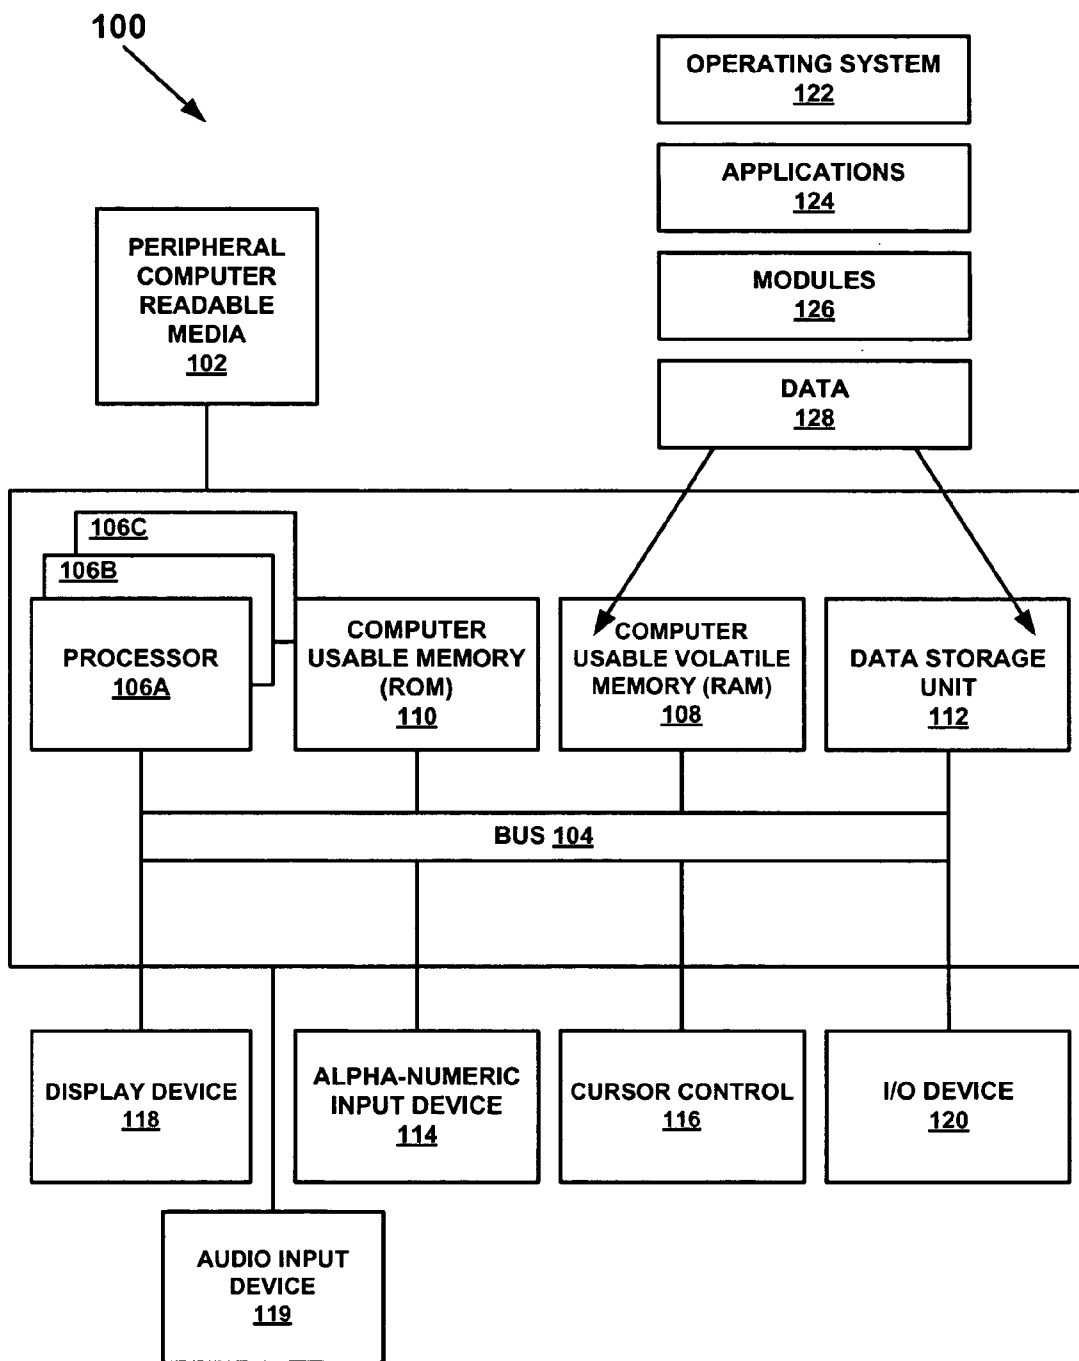 100
OPERATING SYSTEM
122
APPLICATIONS
124
MODULES
126
DATA
128
PERIPHERAL
COMPUTER
READABLE
MEDIA
102
106C
106B
PROCESSOR
106A
COMPUTER
USABLE MEMORY
(ROM)
110
COMPUTER
USABLE VOLATILE
MEMORY (RAM)
108
DATA STORAGE
UNIT
112
BUS 104
DISPLAY DEVICE
118
ALPHA-NUMERIC
INPUT DEVICE
114
CURSOR CONTROL
116
I/O DEVICE
120
AUDIO INPUT
DEVICE
119